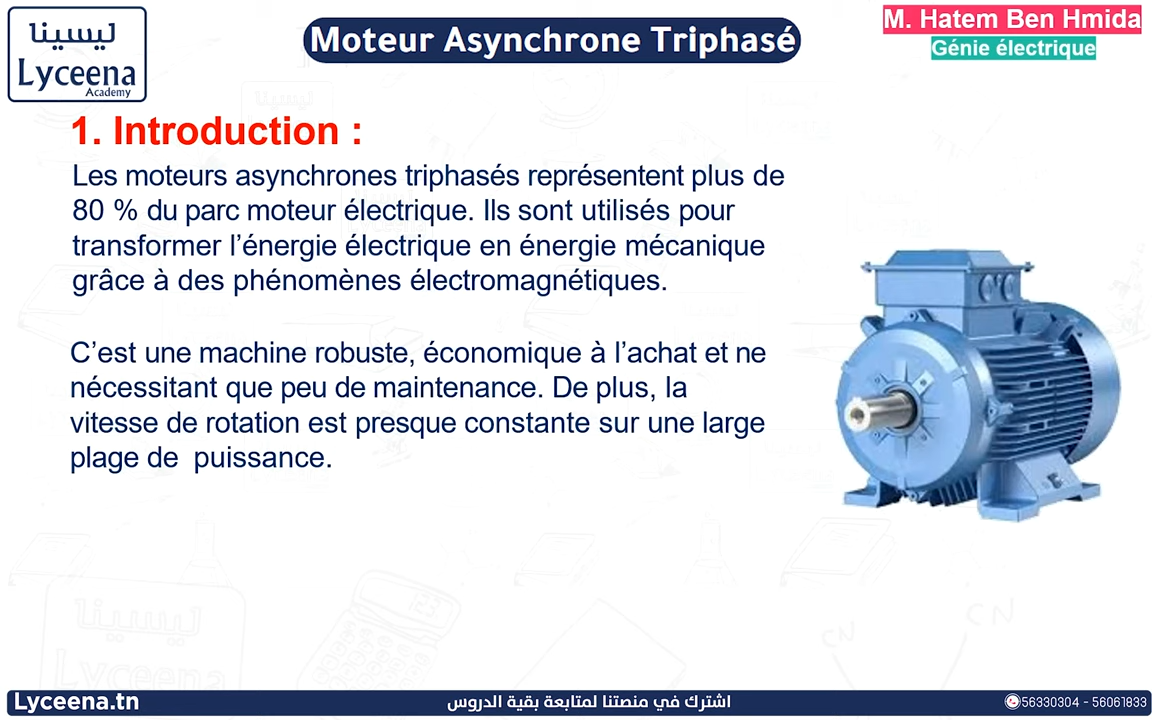 ليسينا
Lyceena
Academy
Moteur Asynchrone Triphasé
M. Hatem Ben Hmida
Génie électrique
1. Introduction :
Les moteurs asynchrones triphasés représentent plus de
80 % du parc moteur électrique. Ils sont utilisés pour
transformer l’énergie électrique en énergie mécanique
grâce à des phénomènes électromagnétiques.
C’est une machine robuste, économique à l’achat et ne
nécessitant que peu de maintenance. De plus, la
vitesse de rotation est presque constante sur une large
plage de puissance.
ليسينا
Lyceena
CN
CN
Lyceena.tn
اشترك في منصتنا لمتابعة بقية الدروس
56330304 - 56061833